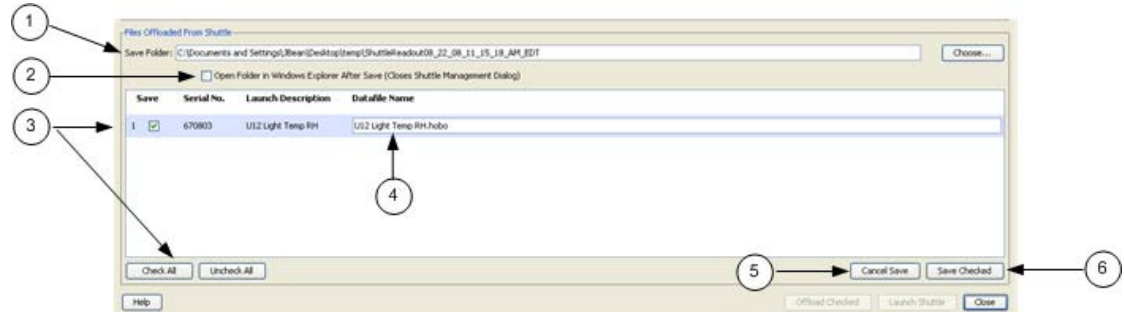 1
Files Offloaded From Shuttle
Save Folder: C:\Documents and Settings\JBean\Desktop\temp\ShuttleReadout08_22_08_11_15_18_AM_EDT Choose...
2
Open Folder in Windows Explorer After Save (Closes Shuttle Management Dialog)
Save Serial No. Launch Description Datafile Name
3
1 670803 U12 Light Temp RH U12 Light Temp RH.hobo
4
Check All Uncheck All 5 Cancel Save Save Checked 6
Help Offload Checked Launch Shuttle Close